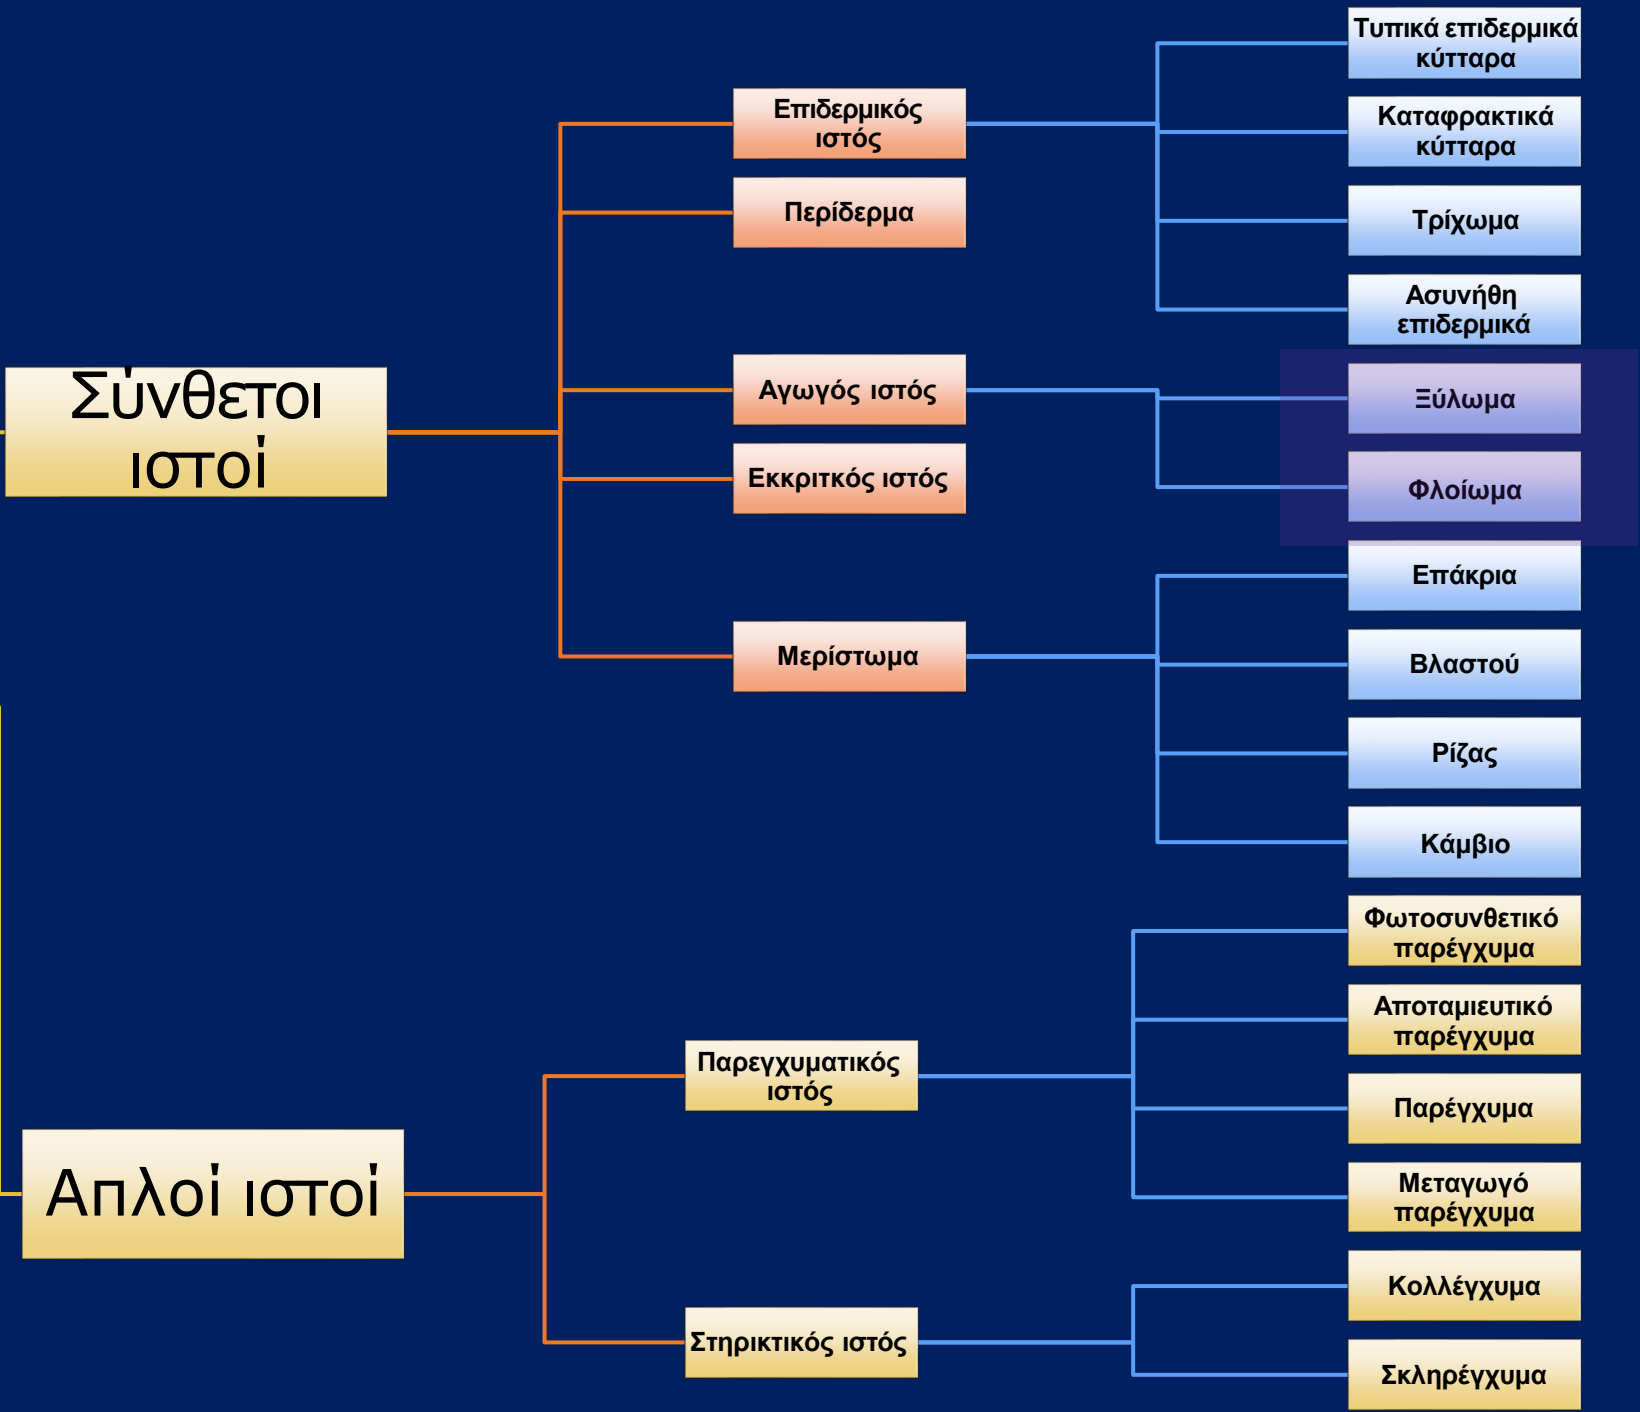 Σύνθετοι
ιστοί
Επιδερμικός
ιστός
Περίδερμα
Αγωγός ιστός
Εκκριτκός ιστός
Μερίστωμα
Τυπικά επιδερμικά
κύτταρα
Καταφρακτικά
κύτταρα
Τρίχωμα
Ασυνήθη
επιδερμικά
Ξύλωμα
Φλοίωμα
Επάκρια
Βλαστού
Ρίζας
Κάμβιο
Απλοί ιστοί
Παρεγχυματικός
ιστός
Στηρικτικός ιστός
Φωτοσυνθετικό
παρέγχυμα
Αποταμιευτικό
παρέγχυμα
Παρέγχυμα
Μεταγωγό
παρέγχυμα
Κολλέγχυμα
Σκληρέγχυμα